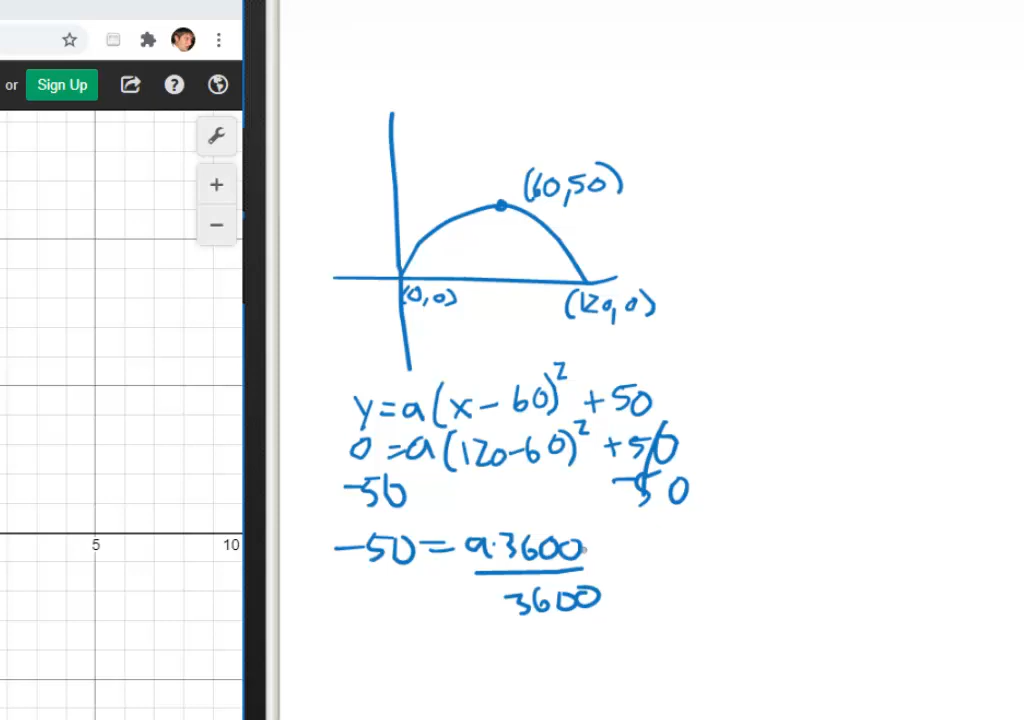 or Sign Up
5 10
(60,50)
(0,0)
(120,0)
y=a(x-60)² +50
0 =a(120-60)² +50
-50 -50
-50= a·3600
3600